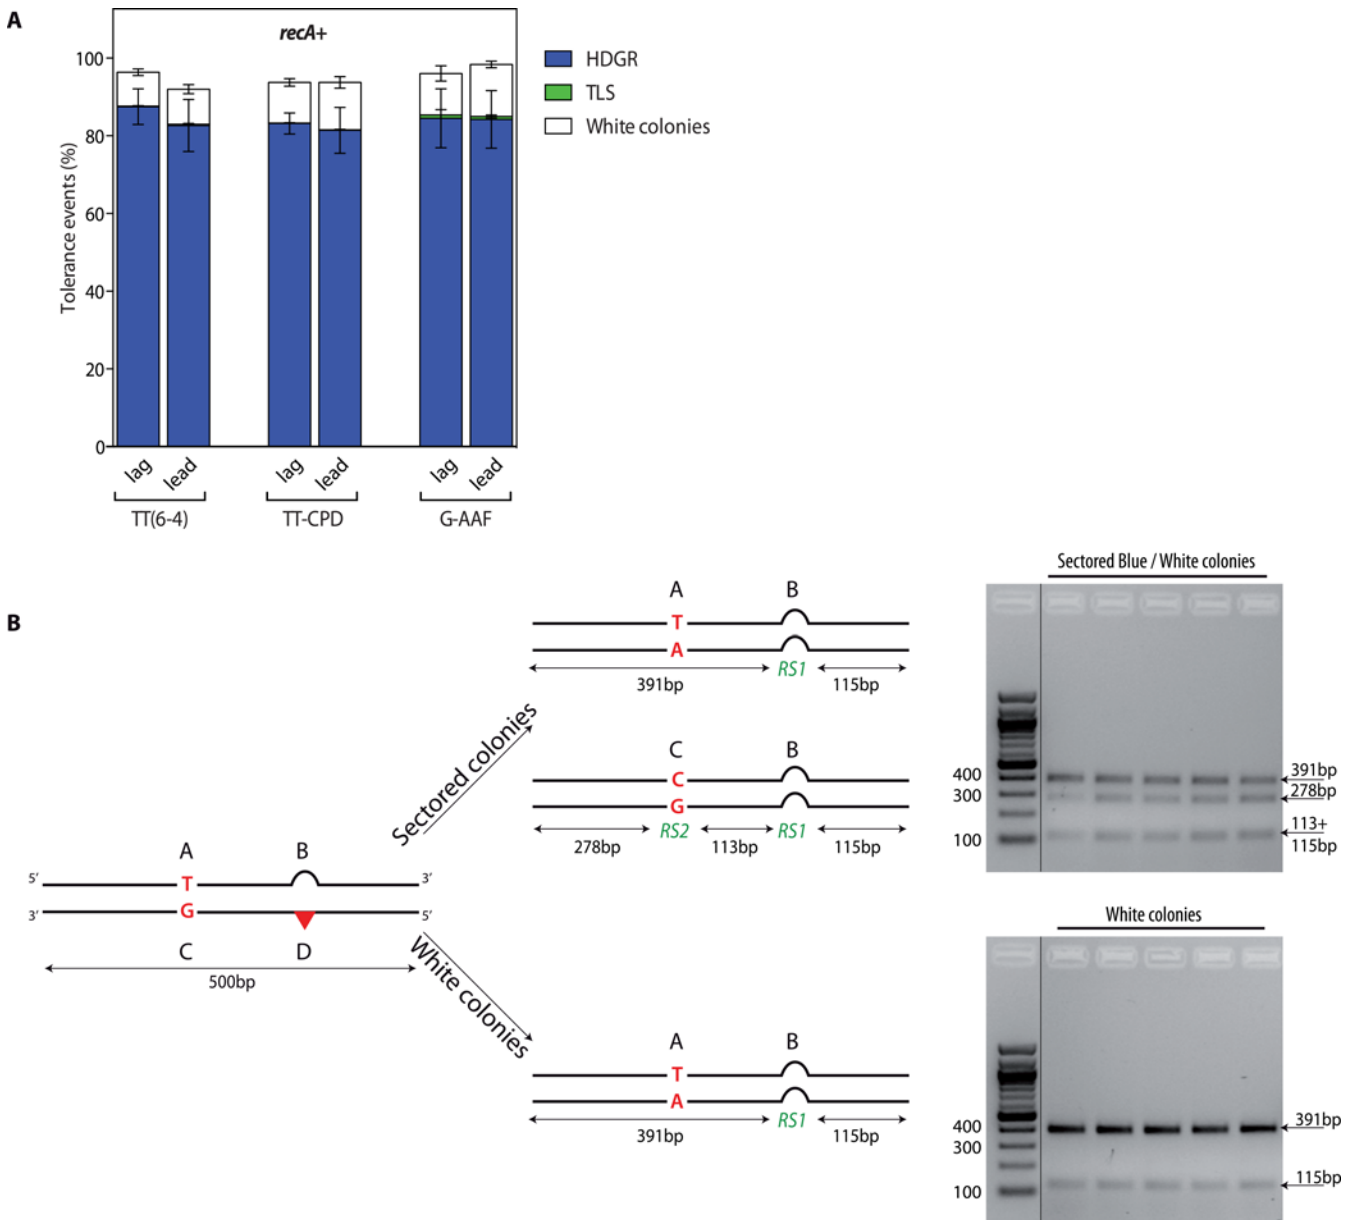 A
recA+
HDGR
TLS
White colonies
Tolerance events (%)
100
80
60
40
20
0
lag
lead
lag
lead
lag
lead
TT(6-4)
TT-CPD
G-AAF
B
A B
T
A
RS1
391bp
115bp
C B
C
G
RS2
RS1
278bp
113bp
115bp
Sectored colonies
A B
5' T 3'
3' G 5'
C D
500bp
White colonies
A B
T
A
RS1
391bp
115bp
Sectored Blue / White colonies
400
300
100
391bp
278bp
113+
115bp
White colonies
400
300
100
391bp
115bp